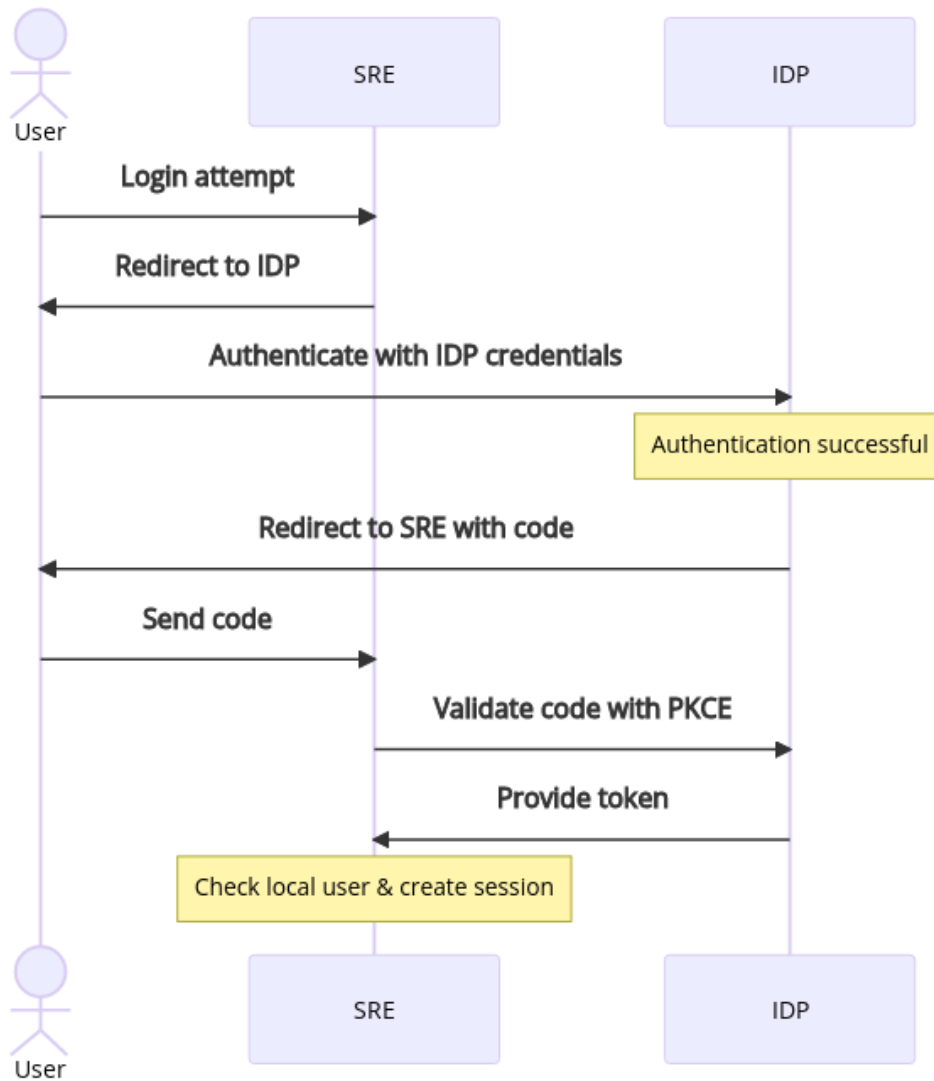 SRE
IDP
User
Login attempt
Redirect to IDP
Authenticate with IDP credentials
Authentication successful
Redirect to SRE with code
Send code
Validate code with PKCE
Provide token
Check local user & create session
SRE
IDP
User